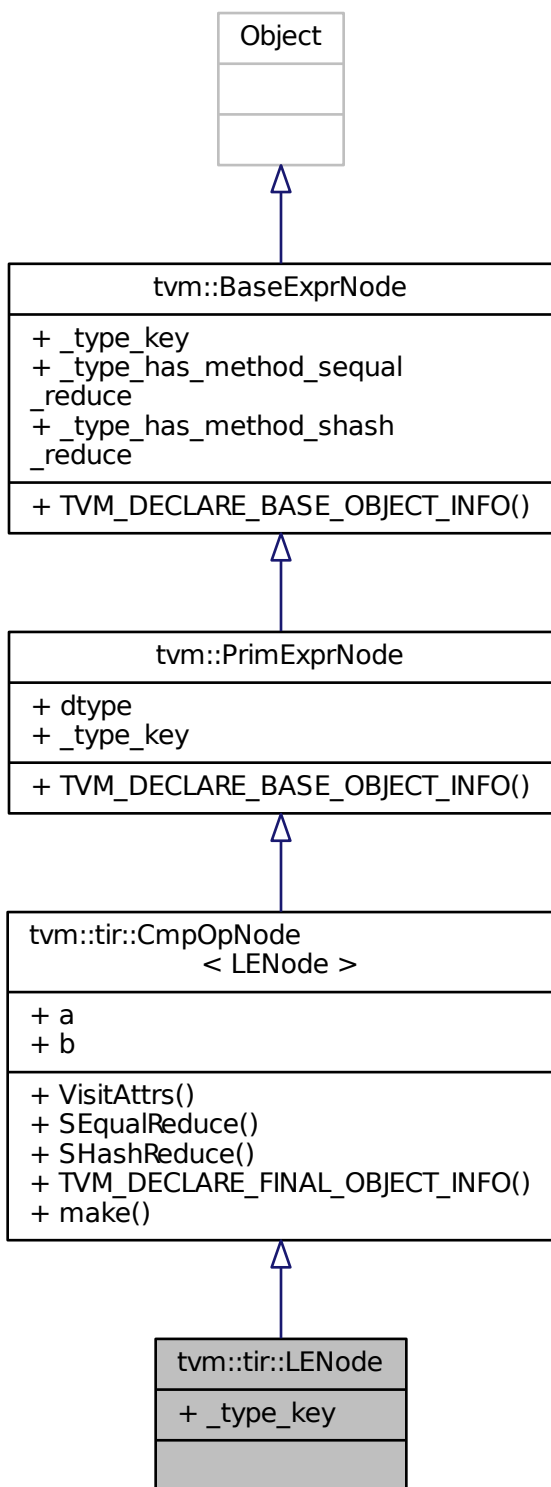 Object
tvm::BaseExprNode
+ _type_key
+ _type_has_method_sequal
_reduce
+ _type_has_method_shash
_reduce
+ TVM_DECLARE_BASE_OBJECT_INFO()
tvm::PrimExprNode
+ dtype
+ _type_key
+ TVM_DECLARE_BASE_OBJECT_INFO()
tvm::tir::CmpOpNode
< LENode >
+ a
+ b
+ VisitAttrs()
+ SEqualReduce()
+ SHashReduce()
+ TVM_DECLARE_FINAL_OBJECT_INFO()
+ make()
tvm::tir::LENode
+ _type_key